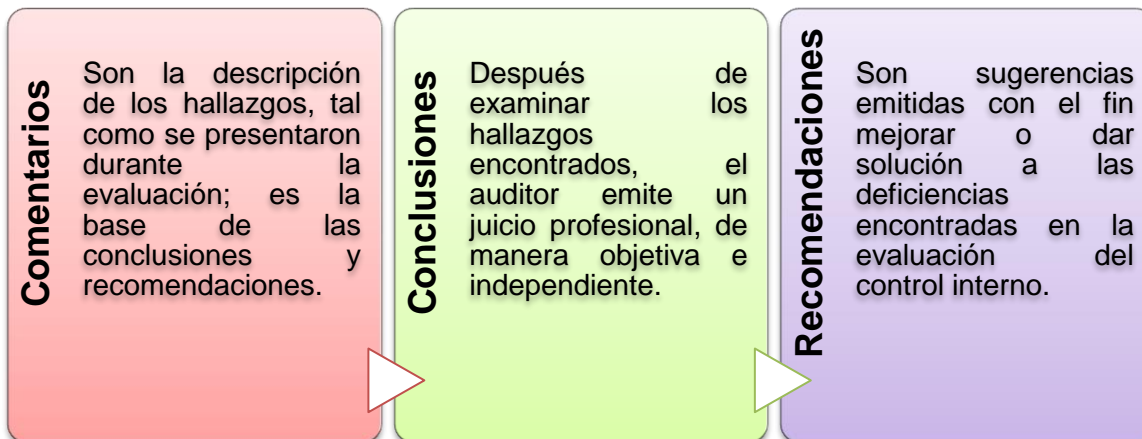 Comentarios
Son la descripción
de los hallazgos, tal
como se presentaron
durante la
evaluación; es la
base de las
conclusiones y
recomendaciones.
Conclusiones
Después de
examinar los
hallazgos
encontrados, el
auditor emite un
juicio profesional, de
manera objetiva e
independiente.
Recomendaciones
Son sugerencias
emitidas con el fin
mejorar o dar
solución a las
deficiencias
encontradas en la
evaluación del
control interno.